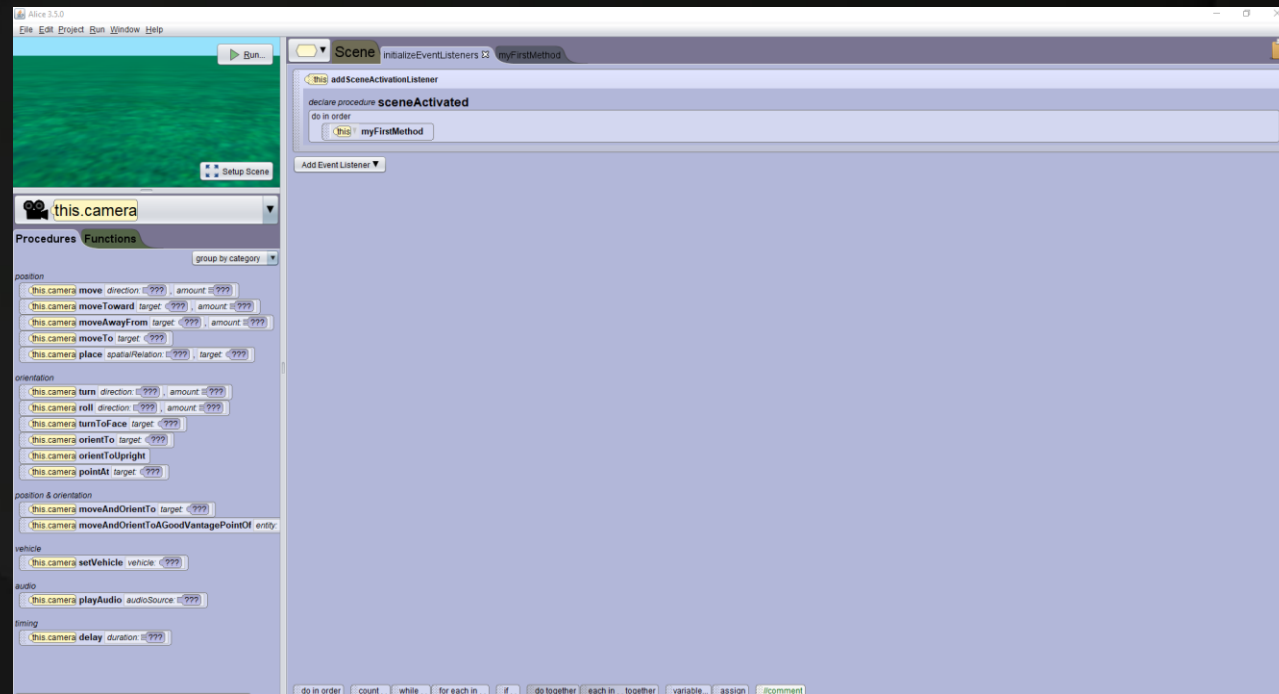 Alice 3.5.0
File Edit Project Run Window Help
Run...
Setup Scene
this.camera
Procedures Functions
group by category
position
this.camera move direction: ??? , amount: ???
this.camera moveToward target: ??? , amount: ???
this.camera moveAwayFrom target: ??? , amount: ???
this.camera moveTo target: ???
this.camera place spatialRelation: ??? , target: ???
orientation
this.camera turn direction: ??? , amount: ???
this.camera roll direction: ??? , amount: ???
this.camera turnToFace target: ???
this.camera orientTo target: ???
this.camera orientToUpright
this.camera pointAt target: ???
position & orientation
this.camera moveAndOrientTo target: ???
this.camera moveAndOrientToAGoodVantagePointOf entity:
vehicle
this.camera setVehicle vehicle: ???
audio
this.camera playAudio audioSource: ???
timing
this.camera delay duration: ???
Scene initializeEventListeners myFirstMethod
this addSceneActivationListener
declare procedure sceneActivated
do in order
this myFirstMethod
Add Event Listener
do in order count while for each in if do together each in together variable... assign //comment